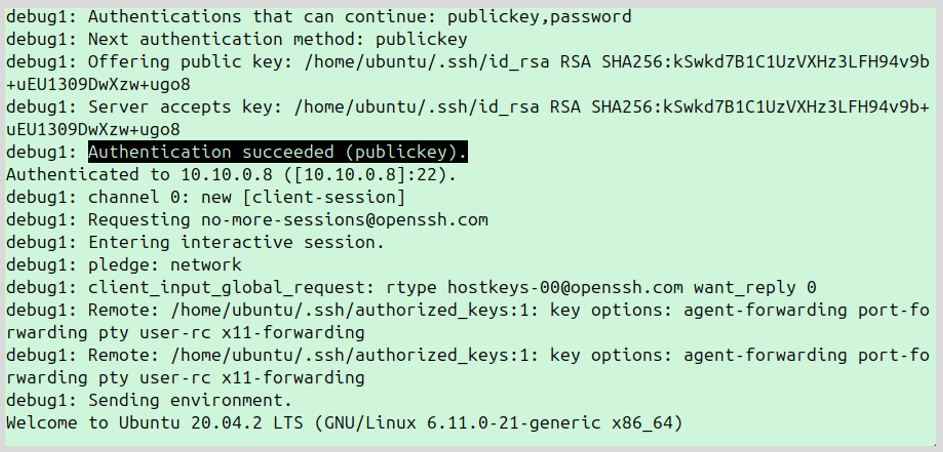 debug1: Authentications that can continue: publickey,password
debug1: Next authentication method: publickey
debug1: Offering public key: /home/ubuntu/.ssh/id_rsa RSA SHA256:kSwkd7B1C1UzVXHz3LFH94v9b
+uEU1309DwXzw+ugo8
debug1: Server accepts key: /home/ubuntu/.ssh/id_rsa RSA SHA256:kSwkd7B1C1UzVXHz3LFH94v9b+
uEU1309DwXzw+ugo8
debug1: Authentication succeeded (publickey).
Authenticated to 10.10.0.8 ([10.10.0.8]:22).
debug1: channel 0: new [client-session]
debug1: Requesting no-more-sessions@openssh.com
debug1: Entering interactive session.
debug1: pledge: network
debug1: client_input_global_request: rtype hostkeys-00@openssh.com want_reply 0
debug1: Remote: /home/ubuntu/.ssh/authorized_keys:1: key options: agent-forwarding port-fo
rwarding pty user-rc x11-forwarding
debug1: Remote: /home/ubuntu/.ssh/authorized_keys:1: key options: agent-forwarding port-fo
rwarding pty user-rc x11-forwarding
debug1: Sending environment.
Welcome to Ubuntu 20.04.2 LTS (GNU/Linux 6.11.0-21-generic x86_64)